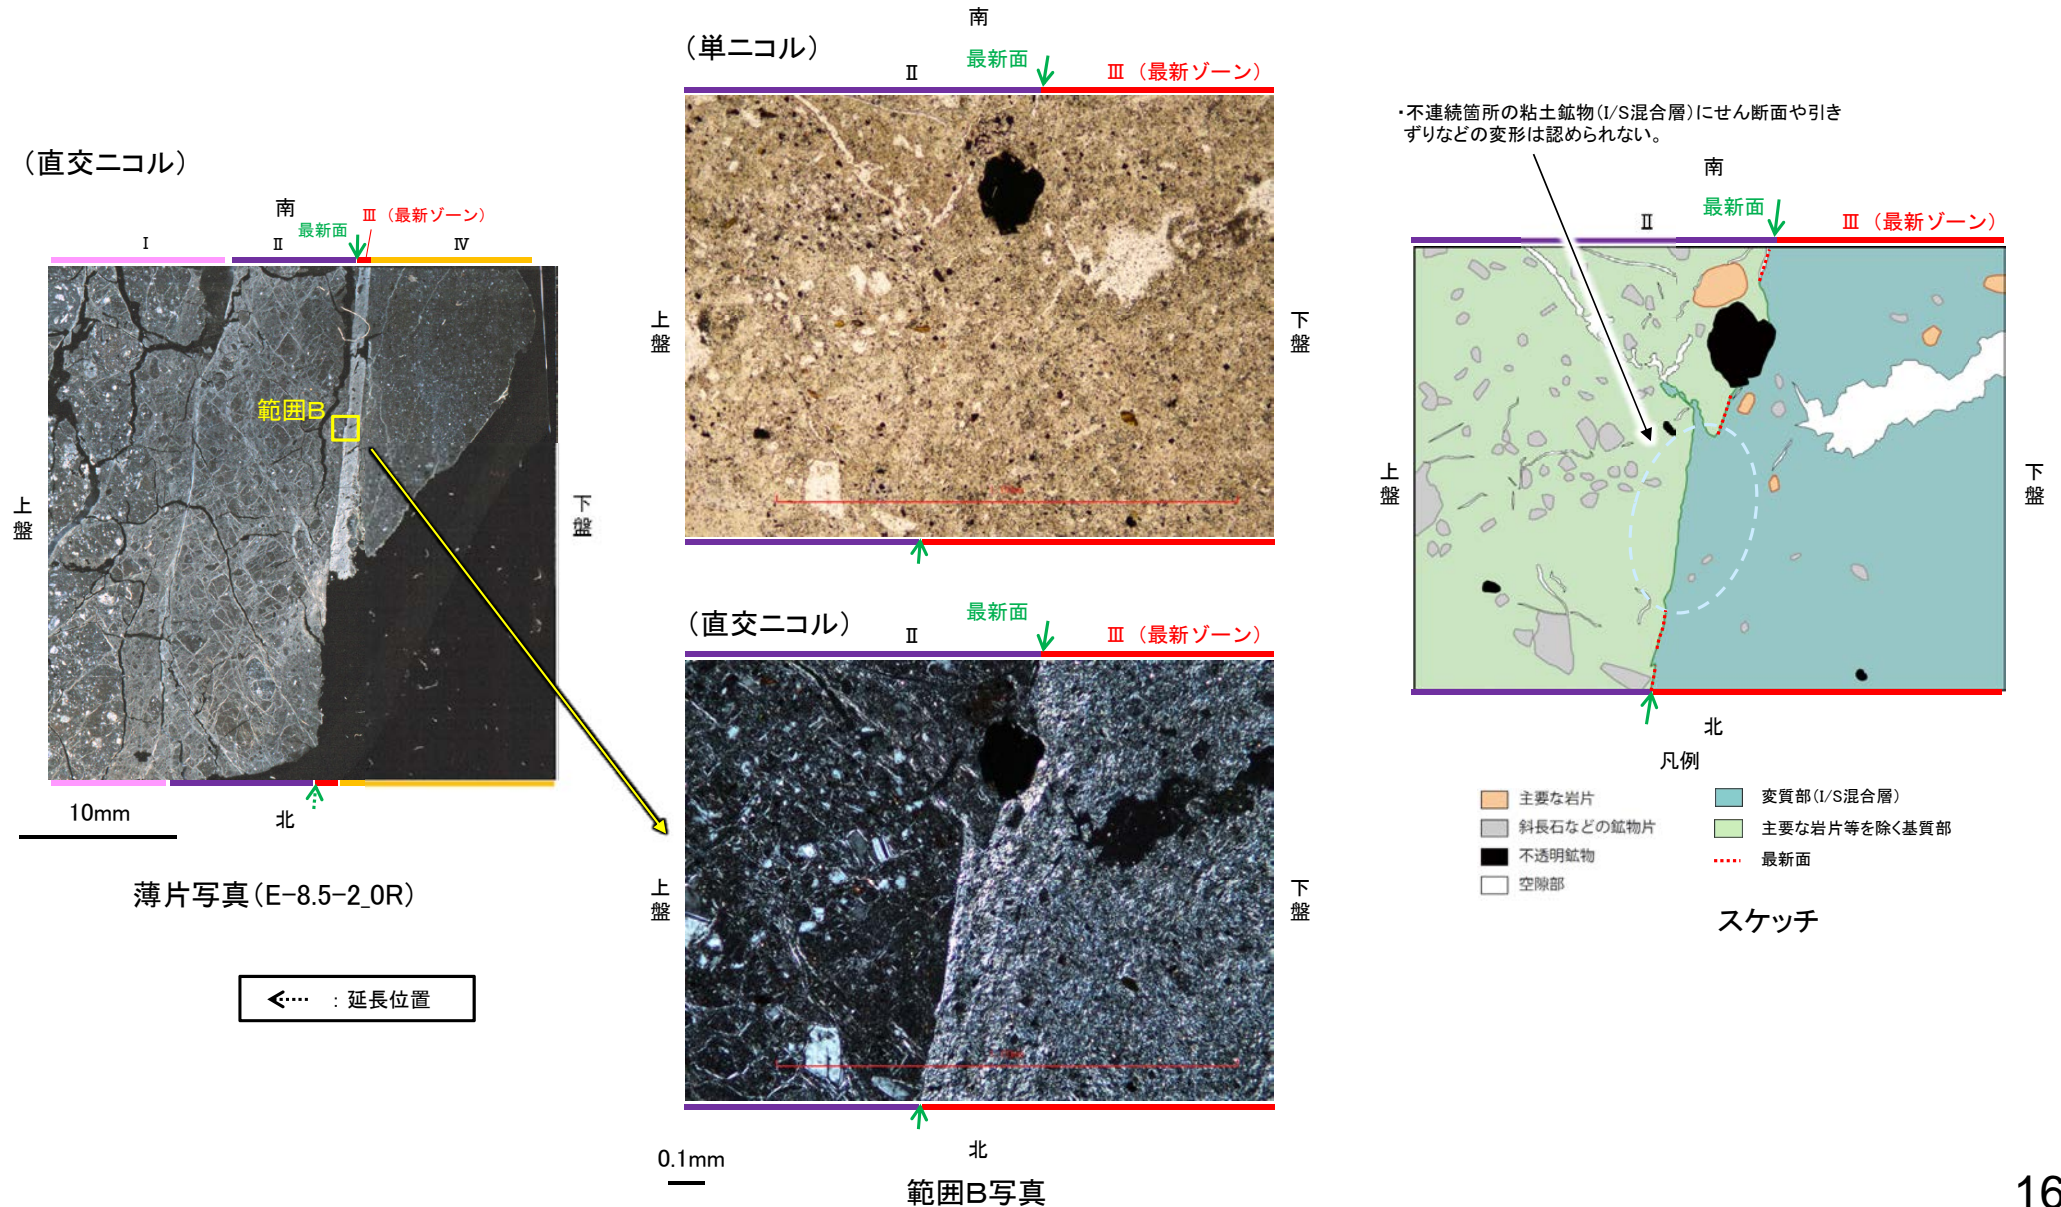 (直交ニコル)
南
最新面
Ⅲ (最新ゾーン)
Ⅰ
Ⅱ
Ⅳ
範囲B
上盤
下盤
10mm
北
薄片写真(E-8.5-2_0R)
: 延長位置
南
(単ニコル)
Ⅱ
最新面
Ⅲ (最新ゾーン)
上盤
下盤
(直交ニコル)
Ⅱ
最新面
Ⅲ (最新ゾーン)
上盤
下盤
北
0.1mm
範囲B写真
・不連続箇所の粘土鉱物(I/S混合層)にせん断面や引き
ずりなどの変形は認められない。
南
Ⅱ
最新面
Ⅲ (最新ゾーン)
上盤
下盤
北
凡例
主要な岩片
斜長石などの鉱物片
不透明鉱物
空隙部
変質部(I/S混合層)
主要な岩片等を除く基質部
最新面
スケッチ
16